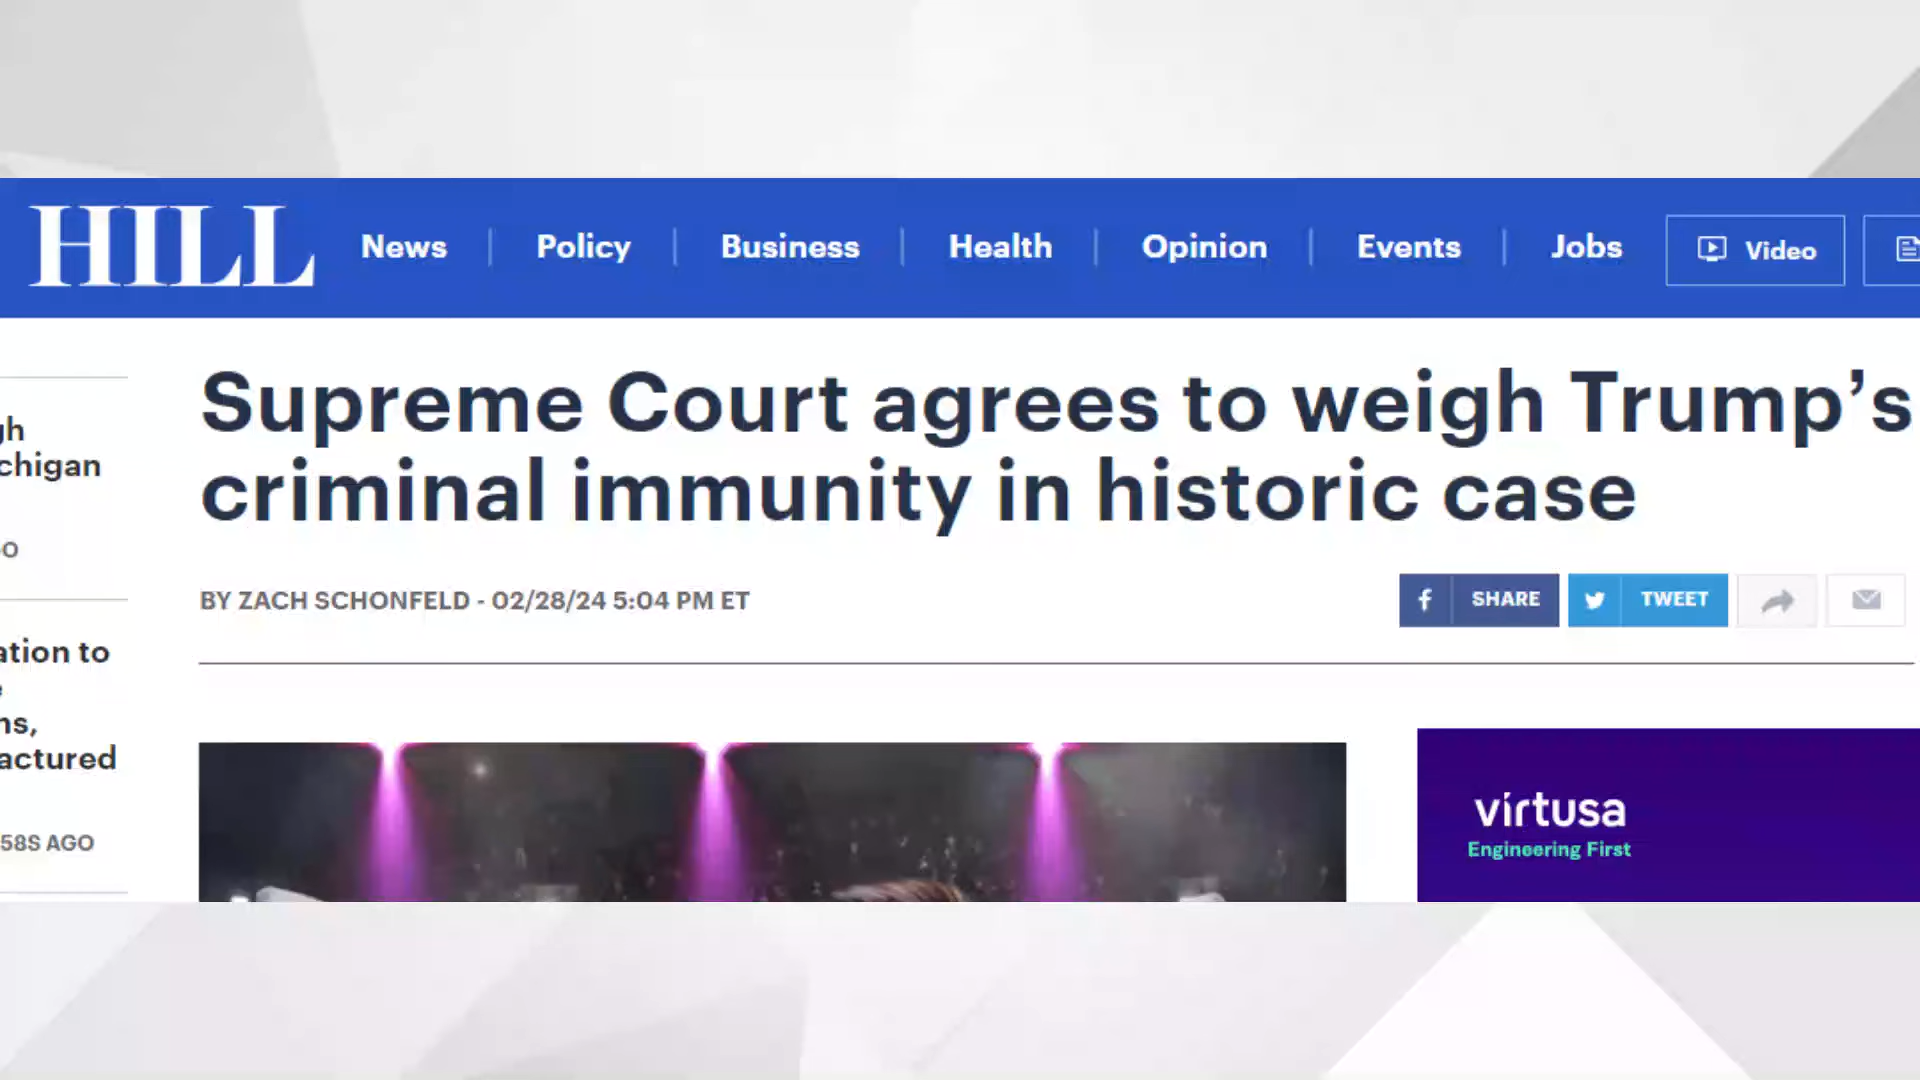 HILL
News
Policy
Business
Health
Opinion
Events
Jobs
Video
Supreme Court agrees to weigh Trump’s
criminal immunity in historic case
BY ZACH SCHONFELD - 02/28/24 5:04 PM ET
f SHARE
TWEET
gh
chigan
O
ation to
e
ns,
actured
58S AGO
virtusa
Engineering First